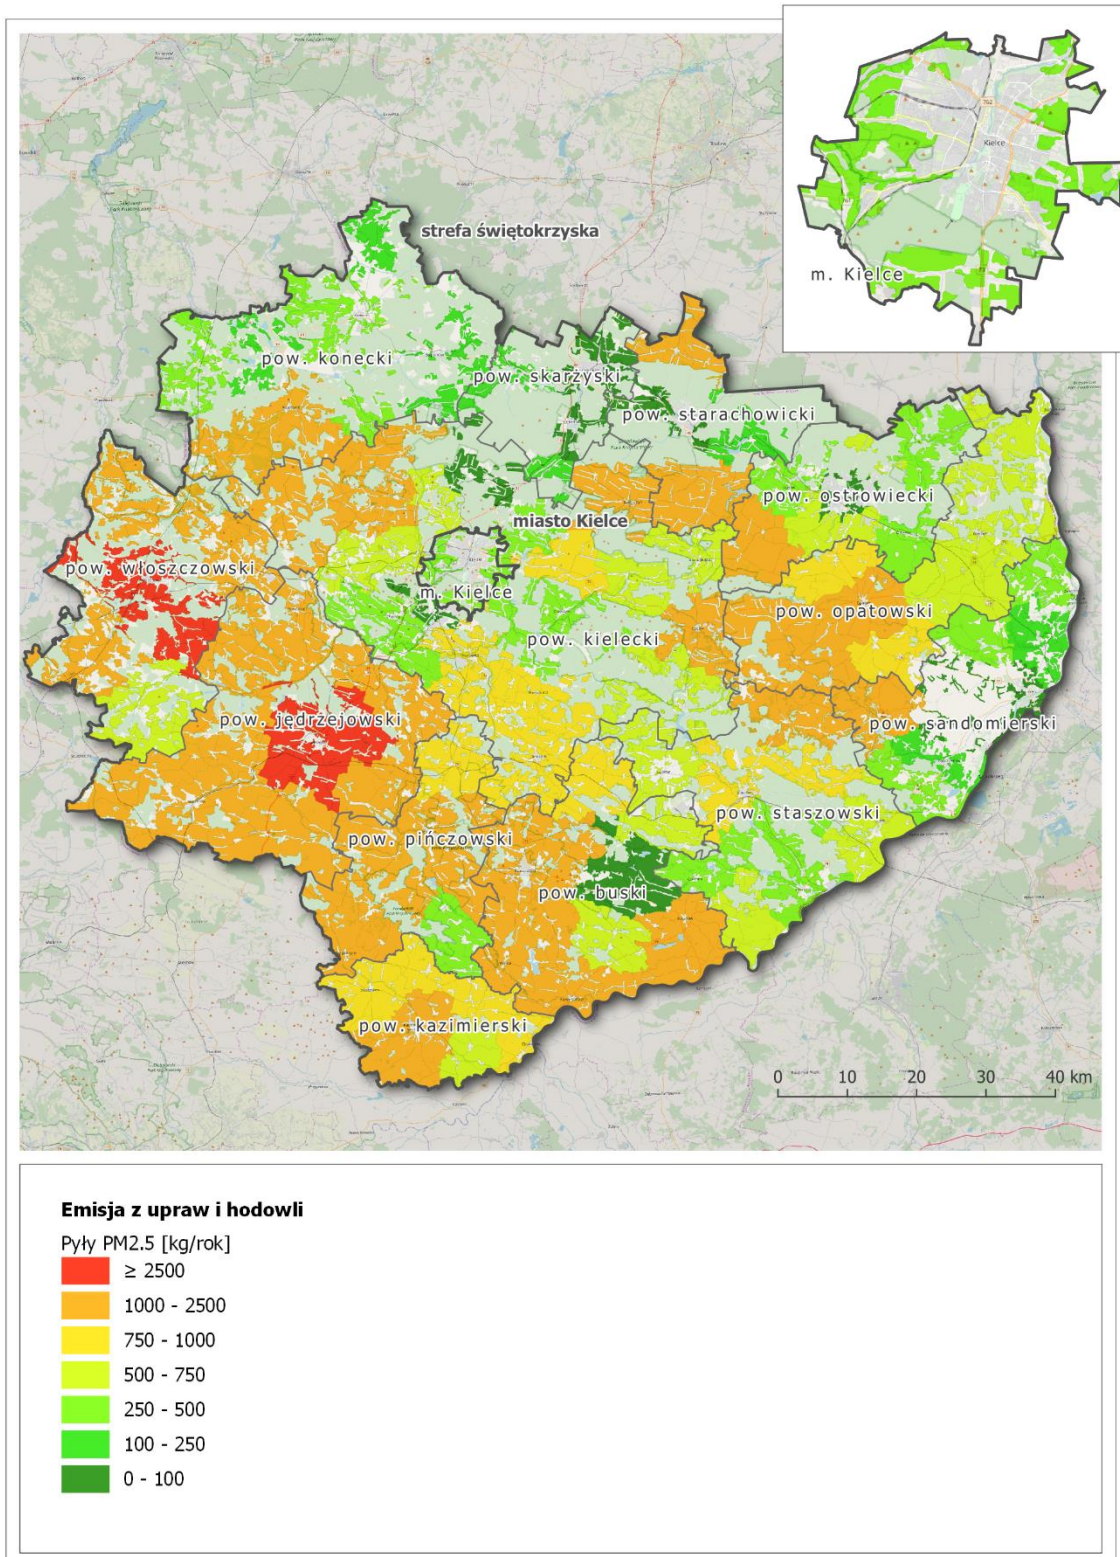 752
Kielce
m. Kielce
strefa świętokrzyska
pow. konecki
pow. skarżyski
pow. starachowicki
pow. ostrowiecki
miasto Kielce
pow. włoszczowski
m. Kielce
pow. opatowski
pow. kielecki
pow. jędrzejowski
pow. sandomierski
pow. staszowski
pow. pińczowski
pow. buski
pow. kazimierski
0 10 20 30 40 km
Emisja z upraw i hodowli
Pyły PM2.5 [kg/rok]
≥ 2500
1000 - 2500
750 - 1000
500 - 750
250 - 500
100 - 250
0 - 100